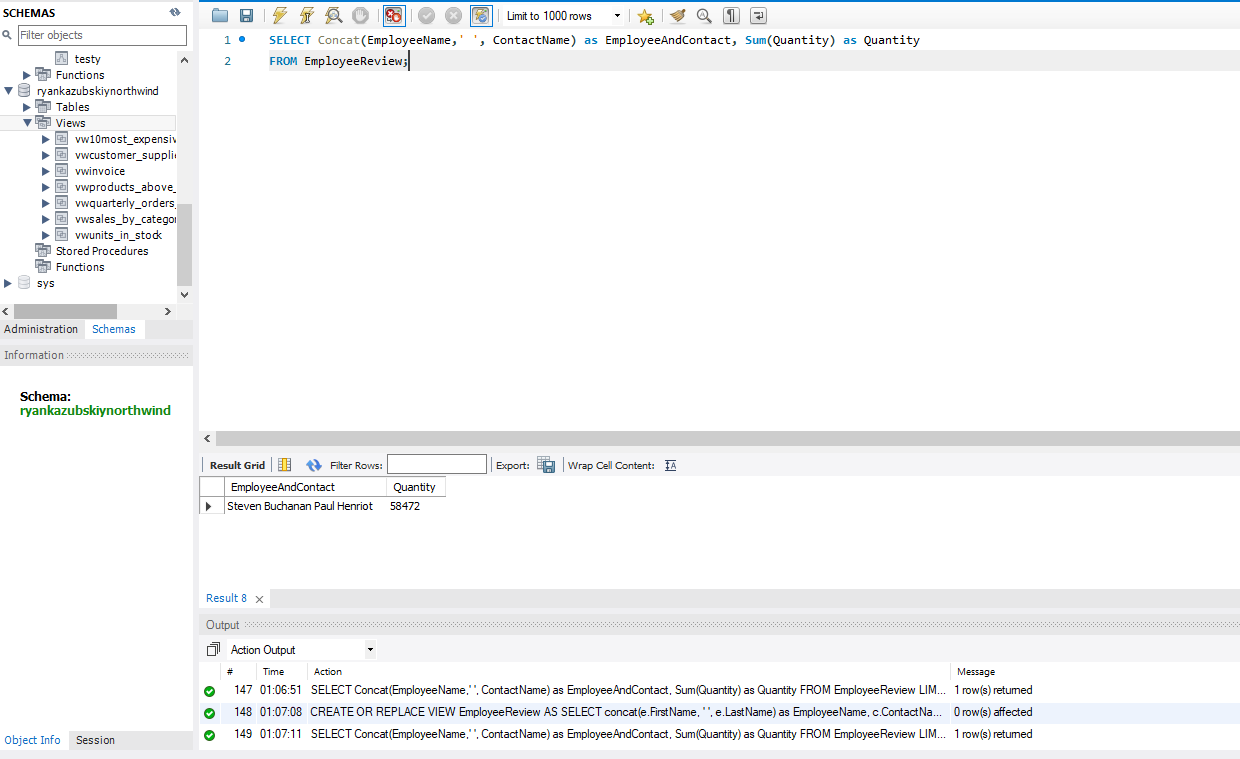 SCHEMAS
Filter objects
testy
Functions
ryankazubskiynorthwind
Tables
Views
vw10most_expensiv
vwcustomer_supplie
vwinvoice
vwproducts_above_
vwquarterly_orders_
vwsales_by_categor
vwunits_in_stock
Stored Procedures
Functions
sys
Administration Schemas
Information
Schema:
ryankazubskiynorthwind
Object Info Session
Limit to 1000 rows
1 SELECT Concat(EmployeeName,' ', ContactName) as EmployeeAndContact, Sum(Quantity) as Quantity
2 FROM EmployeeReview;
Result Grid Filter Rows: Export: Wrap Cell Content: IA
EmployeeAndContact Quantity
Steven Buchanan Paul Henriot 58472
Result 8
Output
Action Output
# Time Action Message
147 01:06:51 SELECT Concat(EmployeeName,' ', ContactName) as EmployeeAndContact, Sum(Quantity) as Quantity FROM EmployeeReview LIM... 1 row(s) returned
148 01:07:08 CREATE OR REPLACE VIEW EmployeeReview AS SELECT concat(e.FirstName, ' ', e.LastName) as EmployeeName, c.ContactNa... 0 row(s) affected
149 01:07:11 SELECT Concat(EmployeeName,' ', ContactName) as EmployeeAndContact, Sum(Quantity) as Quantity FROM EmployeeReview LIM... 1 row(s) returned